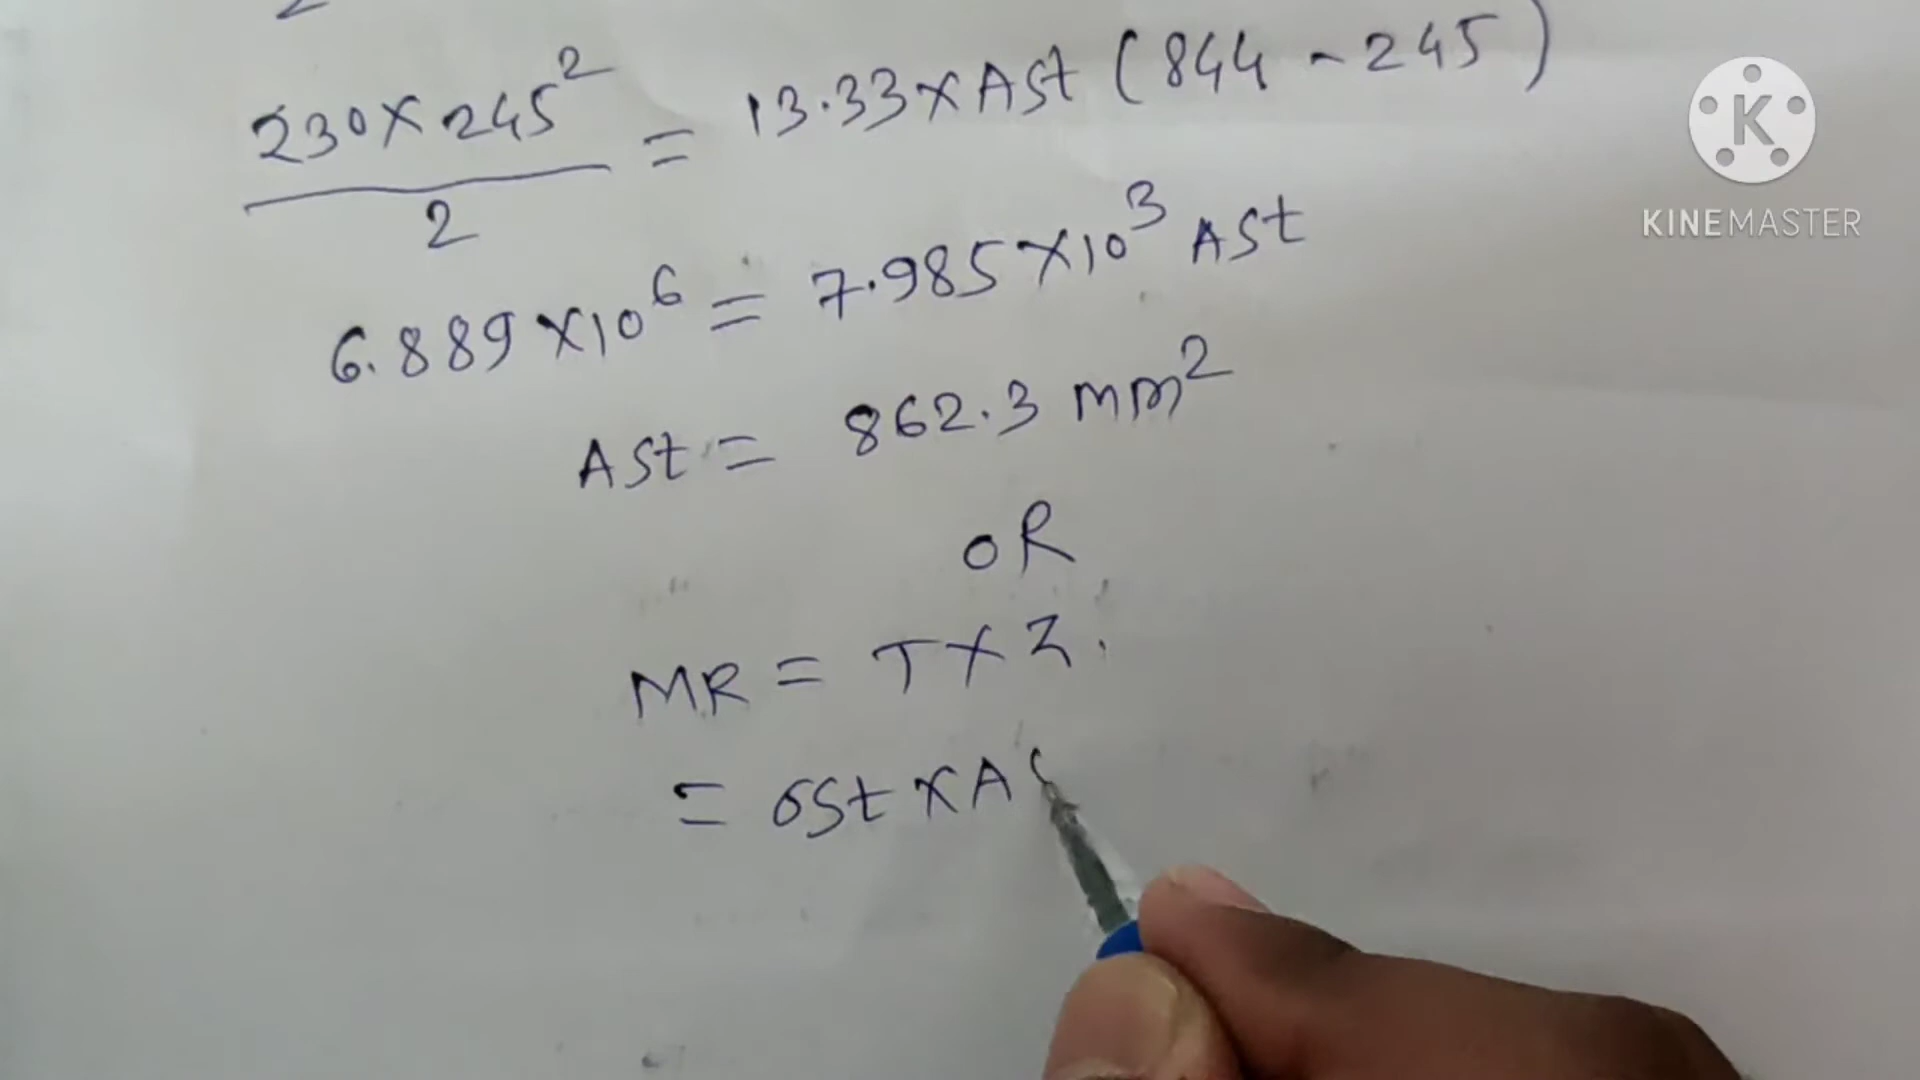 230 × 245² / 2 = 13.33 × Ast (844 - 245)
6.889 × 10⁶ = 7.985 × 10³ Ast
Ast = 862.3 mm²
OR
MR = T × Z.
= σst × A
K
KINEMASTER